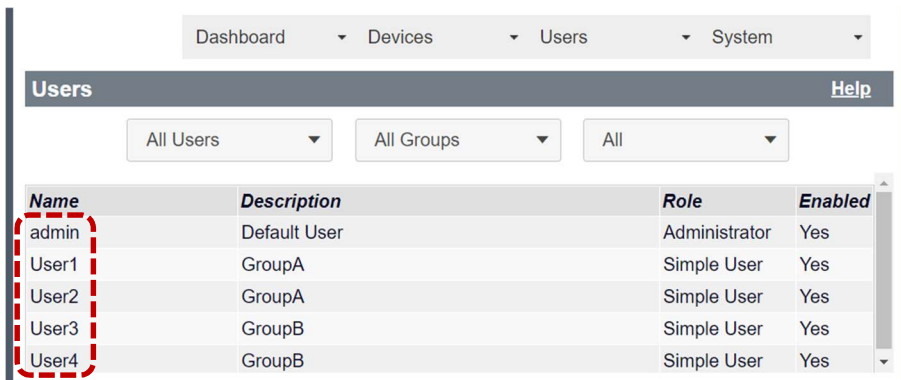 Dashboard Devices Users System
Users Help
All Users All Groups All
Name Description Role Enabled
admin Default User Administrator Yes
User1 GroupA Simple User Yes
User2 GroupA Simple User Yes
User3 GroupB Simple User Yes
User4 GroupB Simple User Yes